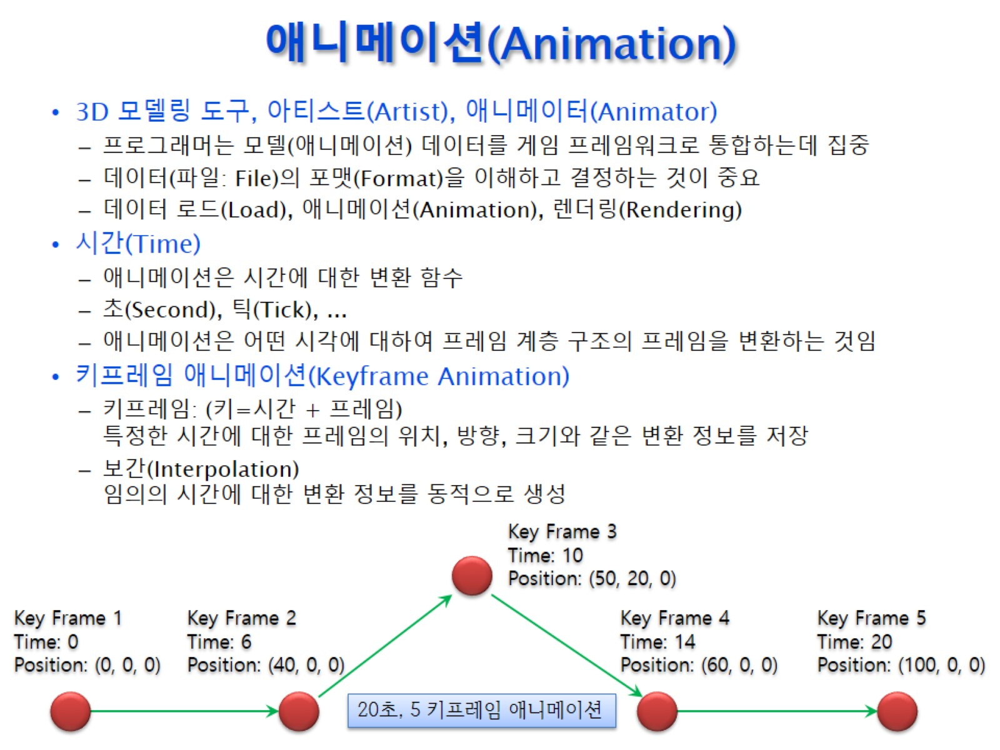 애니메이션(Animation)
• 3D 모델링 도구, 아티스트(Artist), 애니메이터(Animator)
– 프로그래머는 모델(애니메이션) 데이터를 게임 프레임워크로 통합하는데 집중
– 데이터(파일: File)의 포맷(Format)을 이해하고 결정하는 것이 중요
– 데이터 로드(Load), 애니메이션(Animation), 렌더링(Rendering)
• 시간(Time)
– 애니메이션은 시간에 대한 변환 함수
– 초(Second), 틱(Tick), ...
– 애니메이션은 어떤 시각에 대하여 프레임 계층 구조의 프레임을 변환하는 것임
• 키프레임 애니메이션(Keyframe Animation)
– 키프레임: (키=시간 + 프레임)
특정한 시간에 대한 프레임의 위치, 방향, 크기와 같은 변환 정보를 저장
– 보간(Interpolation)
임의의 시간에 대한 변환 정보를 동적으로 생성
Key Frame 1
Time: 0
Position: (0, 0, 0)
Key Frame 2
Time: 6
Position: (40, 0, 0)
Key Frame 3
Time: 10
Position: (50, 20, 0)
Key Frame 4
Time: 14
Position: (60, 0, 0)
Key Frame 5
Time: 20
Position: (100, 0, 0)
20초, 5 키프레임 애니메이션